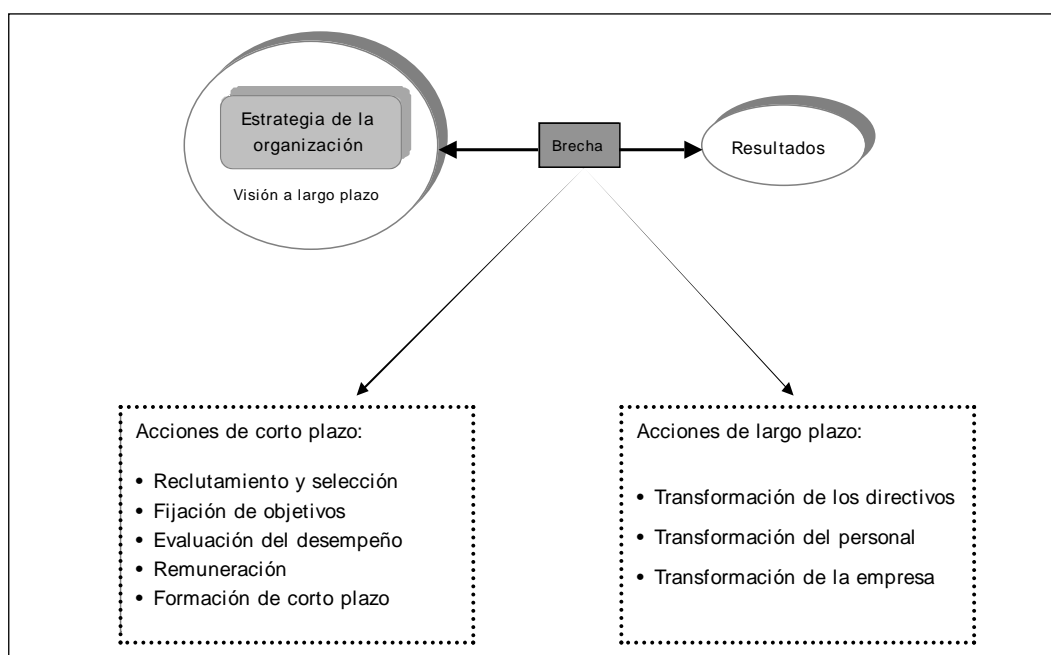 Estrategia de la
organización
Visión a largo plazo
Brecha
Resultados
Acciones de corto plazo:
• Reclutamiento y selección
• Fijación de objetivos
• Evaluación del desempeño
• Remuneración
• Formación de corto plazo
Acciones de largo plazo:
• Transformación de los directivos
• Transformación del personal
• Transformación de la empresa